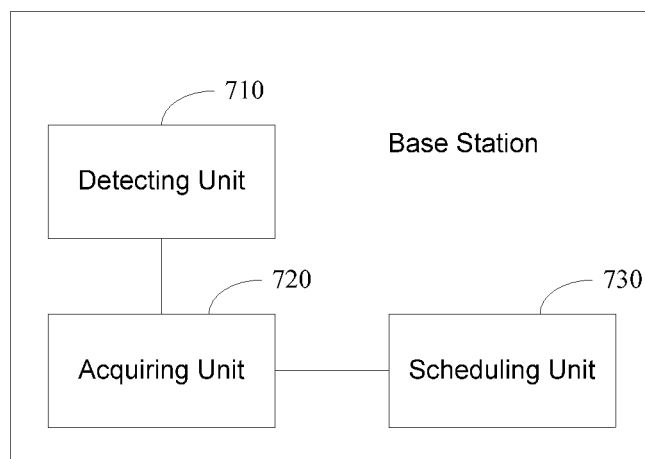 710
Base Station
Detecting Unit
720
730
Acquiring Unit
Scheduling Unit